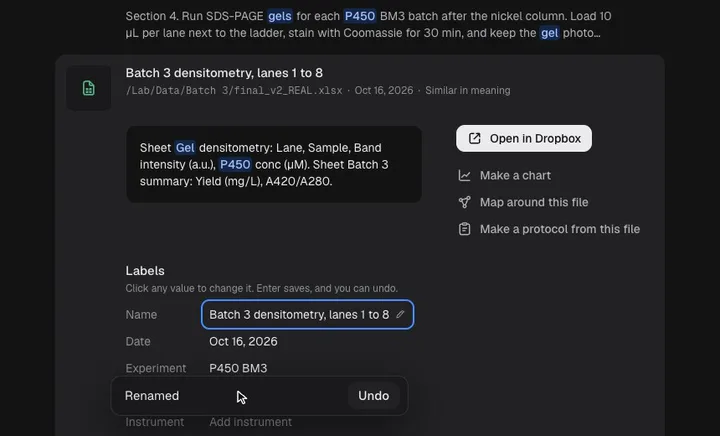 Section 4. Run SDS-PAGE gels for each P450 BM3 batch after the nickel column. Load 10
µL per lane next to the ladder, stain with Coomassie for 30 min, and keep the gel photo…
Batch 3 densitometry, lanes 1 to 8
/Lab/Data/Batch 3/final_v2_REAL.xlsx · Oct 16, 2026 · Similar in meaning
Sheet Gel densitometry: Lane, Sample, Band
intensity (a.u.), P450 conc (µM). Sheet Batch 3
summary: Yield (mg/L), A420/A280.
Open in Dropbox
Make a chart
Map around this file
Make a protocol from this file
Labels
Click any value to change it. Enter saves, and you can undo.
Name Batch 3 densitometry, lanes 1 to 8
Date Oct 16, 2026
Experiment P450 BM3
Renamed Undo
Instrument Add instrument